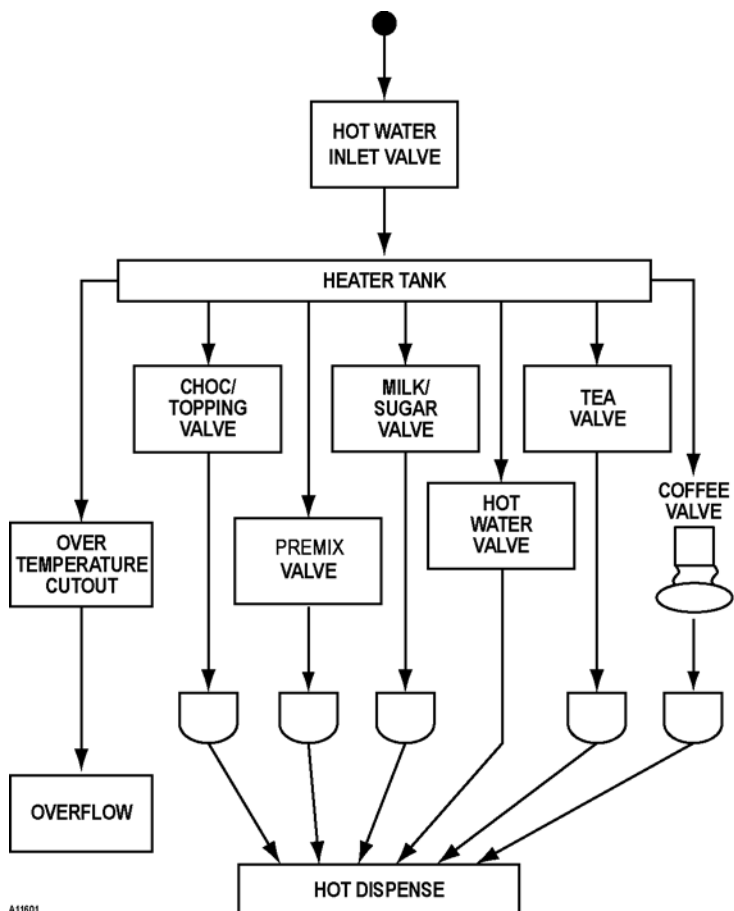 HOT WATER
INLET VALVE
HEATER TANK
CHOC/
TOPPING
VALVE
MILK/
SUGAR
VALVE
TEA
VALVE
COFFEE
VALVE
HOT
WATER
VALVE
PREMIX
VALVE
OVER
TEMPERATURE
CUTOUT
OVERFLOW
HOT DISPENSE
A11601